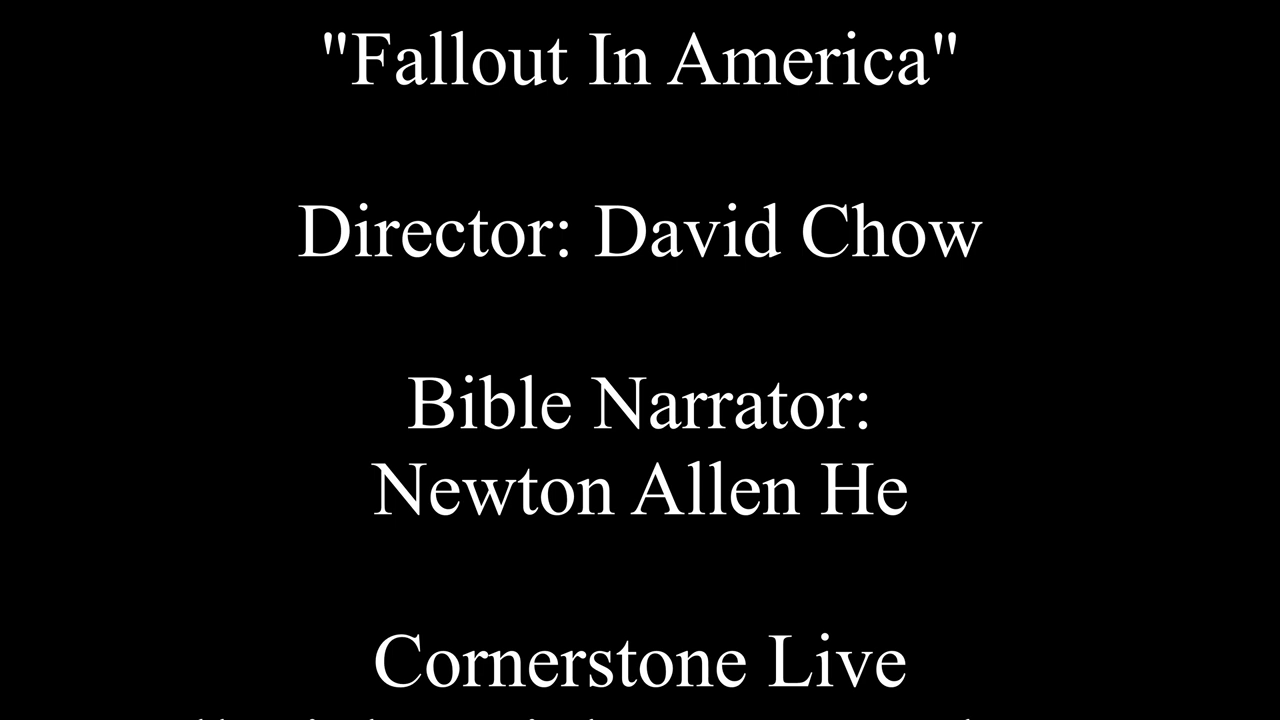 "Fallout In America"
Director: David Chow
Bible Narrator:
Newton Allen He
Cornerstone Live